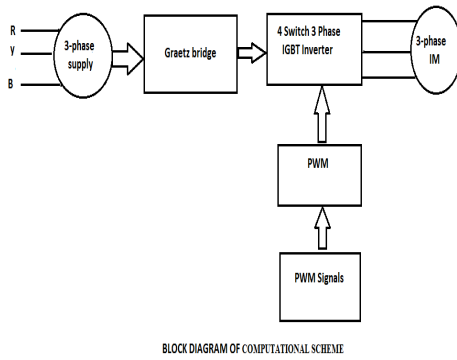 R
Y
B
3-phase
supply
Graetz bridge
4 Switch 3 Phase
IGBT Inverter
3-phase
IM
PWM
PWM Signals
BLOCK DIAGRAM OF COMPUTATIONAL SCHEME